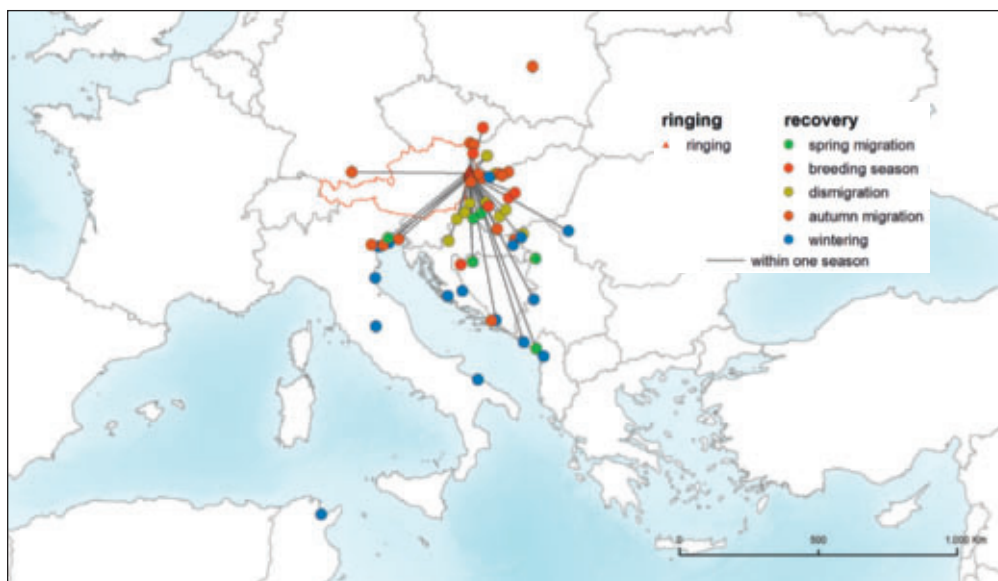 ringing
ringing
recovery
spring migration
breeding season
dismigration
autumn migration
wintering
within one season
0 500 1.000 Km